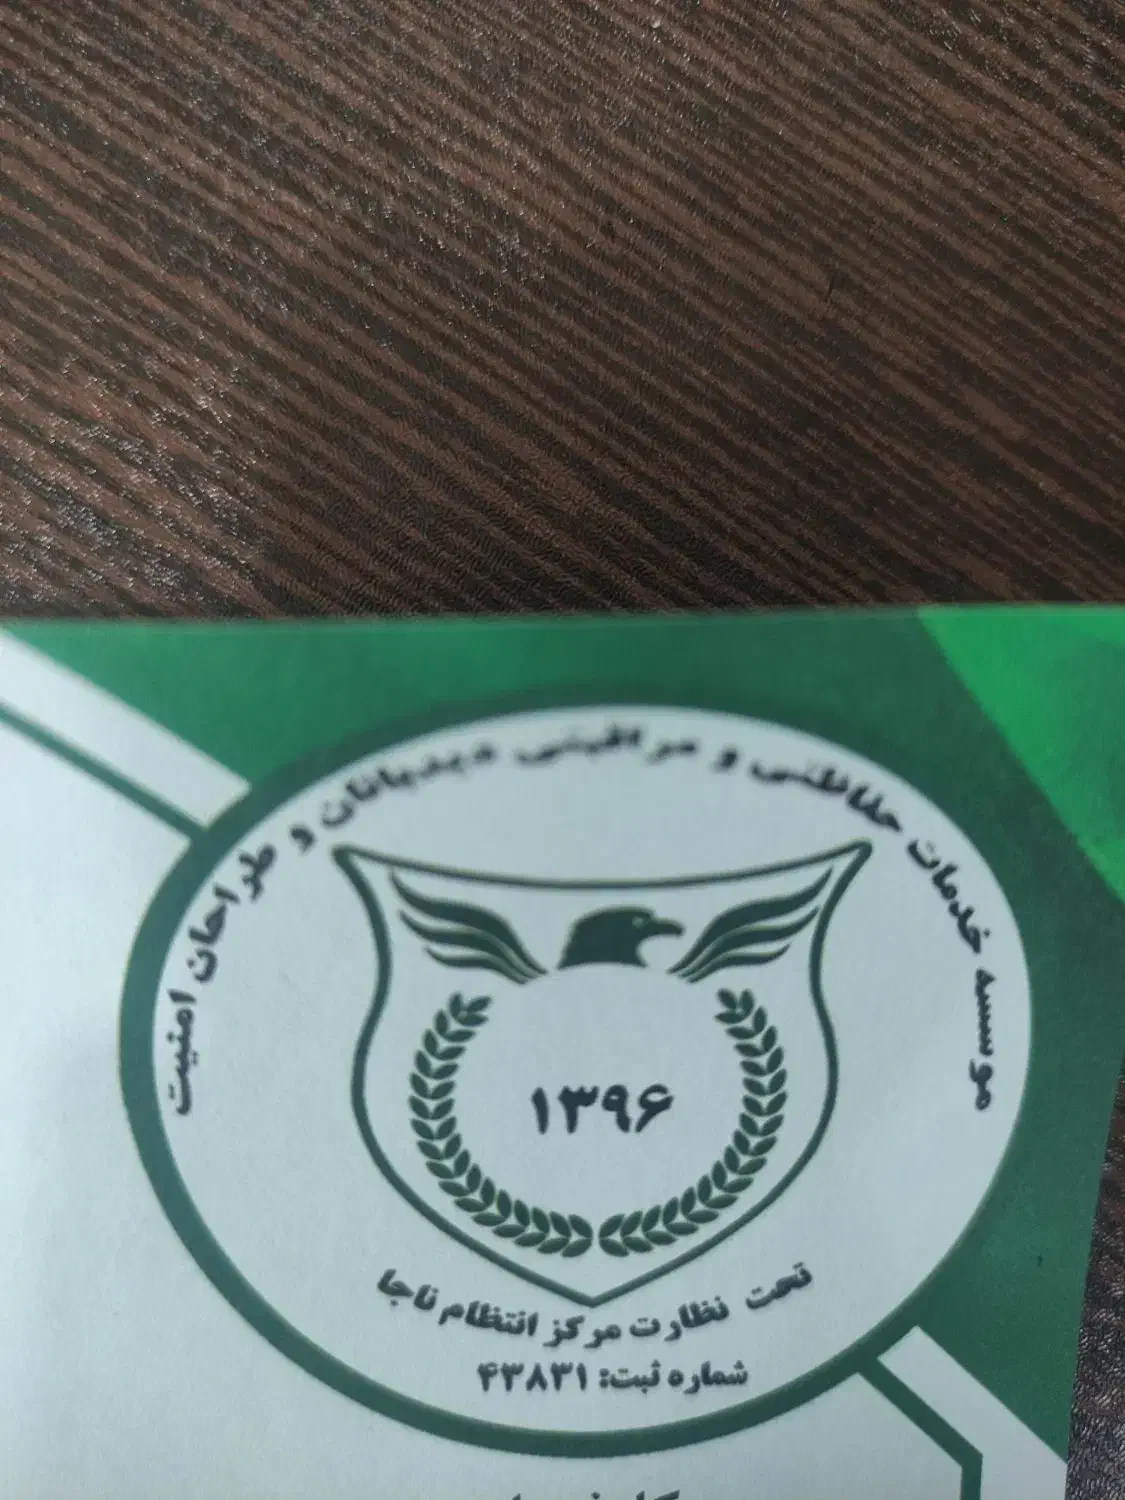 موسسه خدمات حفاظتی و مراقبتی دیدبانان و طراحان امنیت
۱۳۹۶
تحت نظارت مرکز انتظام ناجا
شماره ثبت: ۴۳۸۳۱